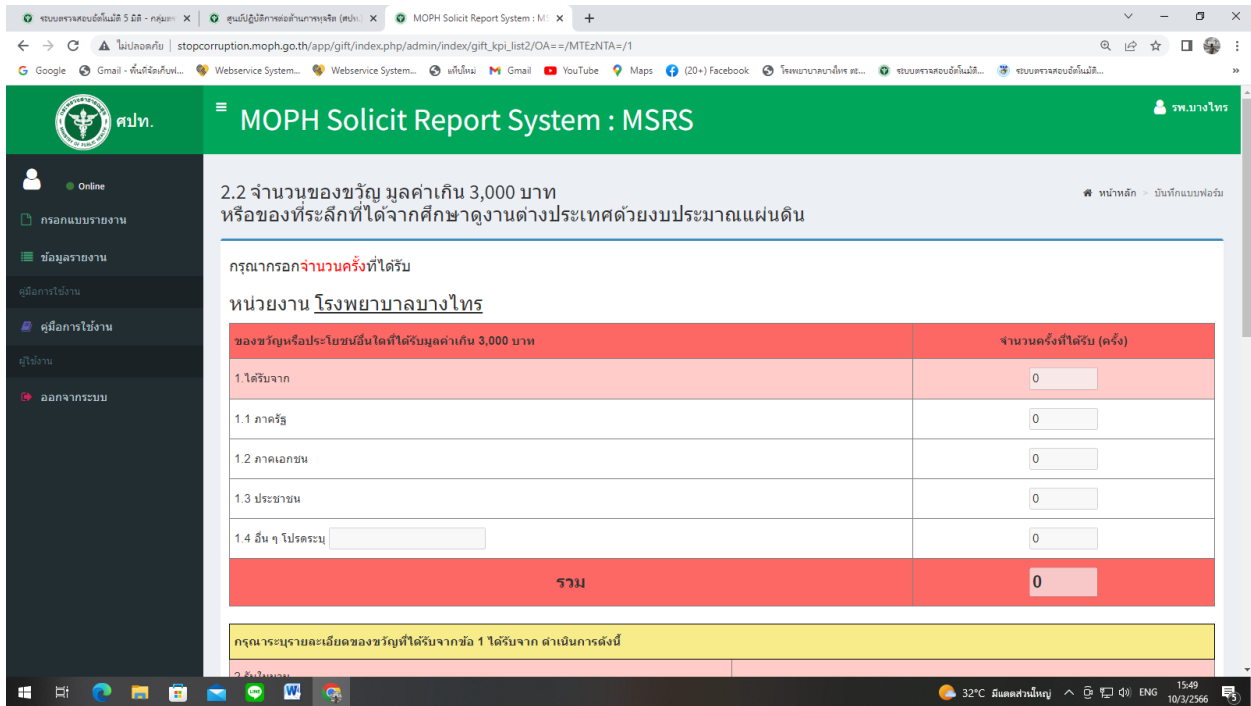 ระบบตรวจสอบอัตโนมัติ 5 มิติ - กลุ่มตร
ศูนย์ปฏิบัติการต่อต้านการทุจริต (ศปท.)
MOPH Solicit Report System : MS
ไม่ปลอดภัย | stopcorruption.moph.go.th/app/gift/index.php/admin/index/gift_kpi_list2/OA==/MTEzNTA=/1
Google
Gmail - พื้นที่จัดเก็บฟ...
Webservice System...
Webservice System...
แท็บใหม่
Gmail
YouTube
Maps
(20+) Facebook
โรงพยาบาลบางไทร ตะ...
ระบบตรวจสอบอัตโนมัติ...
ระบบตรวจสอบอัตโนมัติ...
»
ศปท.
MOPH Solicit Report System : MSRS
รพ.บางไทร
Online
กรอกแบบรายงาน
ข้อมูลรายงาน
คู่มือการใช้งาน
คู่มือการใช้งาน
ผู้ใช้งาน
ออกจากระบบ
2.2 จำนวนของขวัญ มูลค่าเกิน 3,000 บาท
หรือของที่ระลึกที่ได้จากศึกษาดูงานต่างประเทศด้วยงบประมาณแผ่นดิน
หน้าหลัก > บันทึกแบบฟอร์ม
กรุณากรอกจำนวนครั้งที่ได้รับ
หน่วยงาน โรงพยาบาลบางไทร
ของขวัญหรือประโยชน์อื่นใดที่ได้รับมูลค่าเกิน 3,000 บาท จำนวนครั้งที่ได้รับ (ครั้ง)
1.ได้รับจาก 0
1.1 ภาครัฐ 0
1.2 ภาคเอกชน 0
1.3 ประชาชน 0
1.4 อื่น ๆ โปรดระบุ 0
รวม 0
กรุณาระบุรายละเอียดของขวัญที่ได้รับจากข้อ 1 ได้รับจาก ดำเนินการดังนี้
32°C มีแดดส่วนใหญ่ ENG 15:49
10/3/2566